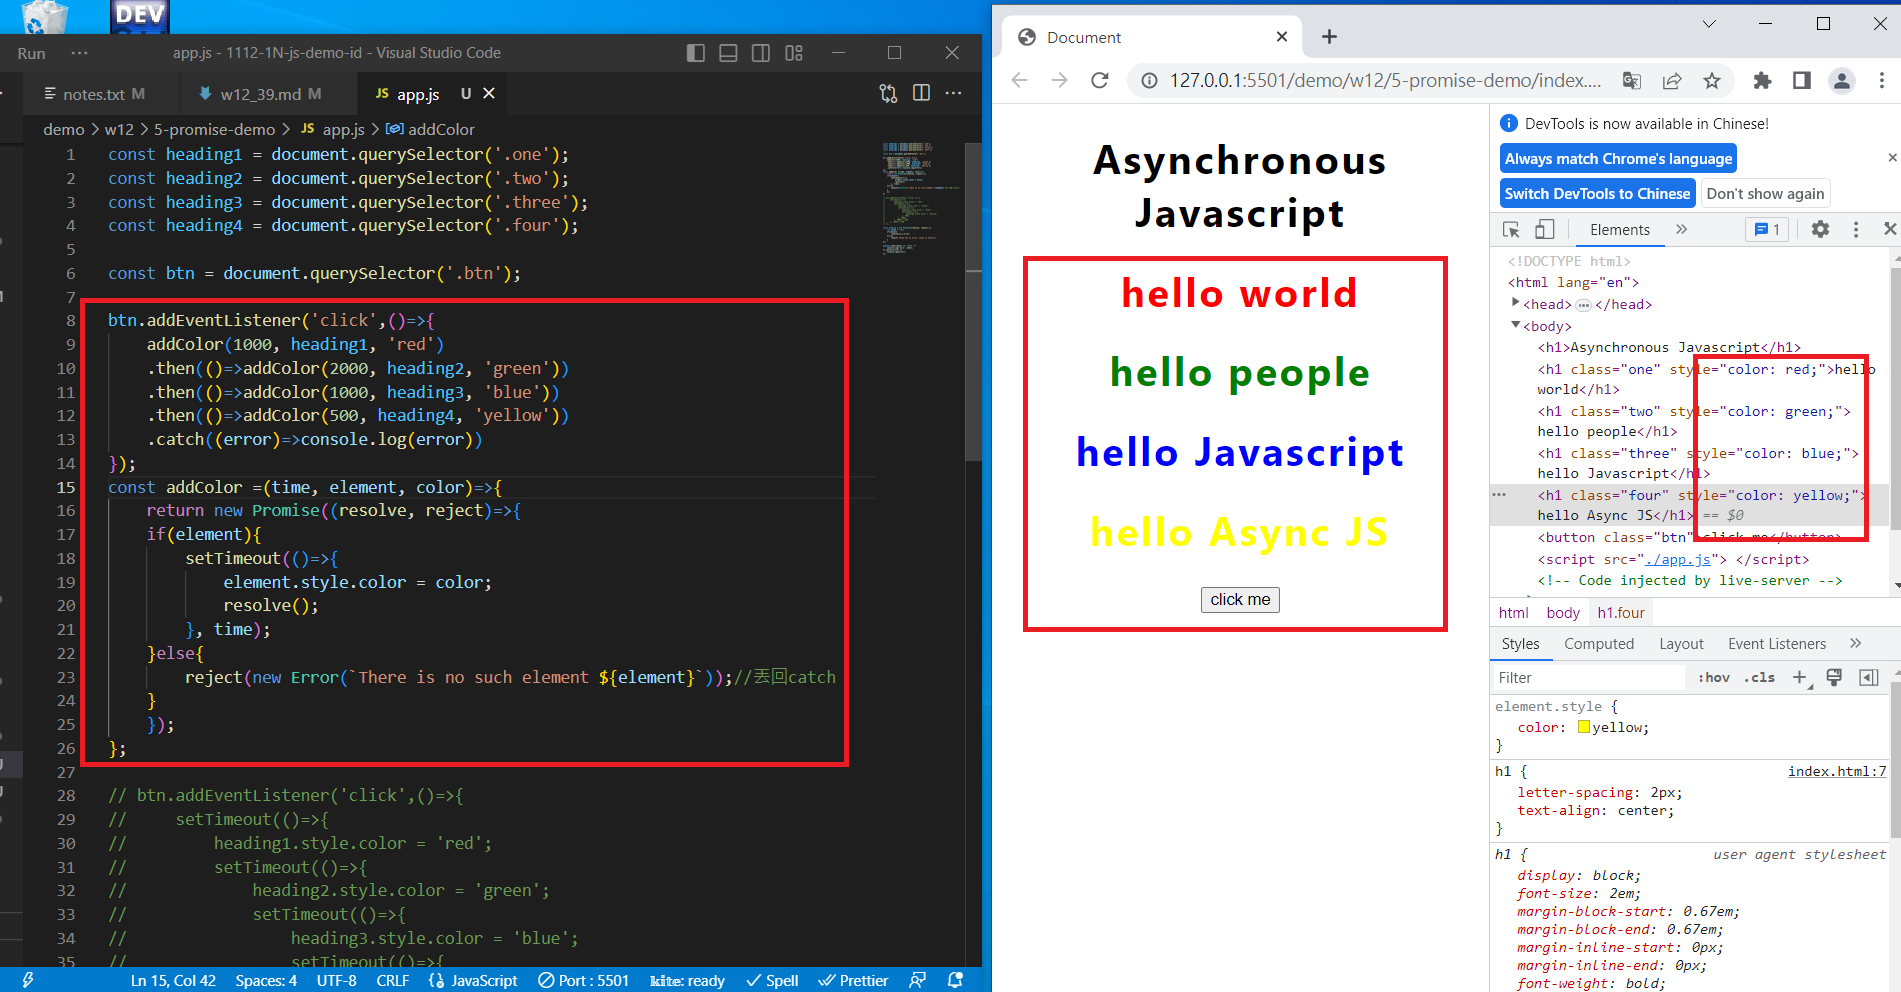 DEV
Run ···
app.js - 1112-1N-js-demo-id - Visual Studio Code
notes.txt M
w12_39.md M
JS app.js U
demo > w12 > 5-promise-demo > JS app.js > addColor
1 const heading1 = document.querySelector('.one');
2 const heading2 = document.querySelector('.two');
3 const heading3 = document.querySelector('.three');
4 const heading4 = document.querySelector('.four');
5
6 const btn = document.querySelector('.btn');
7
8 btn.addEventListener('click',()=>{
9 addColor(1000, heading1, 'red')
10 .then(()=>addColor(2000, heading2, 'green'))
11 .then(()=>addColor(1000, heading3, 'blue'))
12 .then(()=>addColor(500, heading4, 'yellow'))
13 .catch((error)=>console.log(error))
14 });
15 const addColor =(time, element, color)=>{
16 return new Promise((resolve, reject)=>{
17 if(element){
18 setTimeout(()=>{
19 element.style.color = color;
20 resolve();
21 }, time);
22 }else{
23 reject(new Error(`There is no such element ${element}`));//丟回catch
24 }
25 });
26 };
27
28 // btn.addEventListener('click',()=>{
29 // setTimeout(()=>{
30 // heading1.style.color = 'red';
31 // setTimeout(()=>{
32 // heading2.style.color = 'green';
33 // setTimeout(()=>{
34 // heading3.style.color = 'blue';
35 // setTimeout(()=>{
Ln 15, Col 42 Spaces: 4 UTF-8 CRLF JavaScript Port : 5501 kite: ready Spell Prettier
Document
127.0.0.1:5501/demo/w12/5-promise-demo/index....
Asynchronous
Javascript
hello world
hello people
hello Javascript
hello Async JS
click me
DevTools is now available in Chinese!
Always match Chrome's language
Switch DevTools to Chinese Don't show again
Elements » 1
<!DOCTYPE html>
<html lang="en">
<head>···</head>
<body>
<h1>Asynchronous Javascript</h1>
<h1 class="one" style="color: red;">hello
world</h1>
<h1 class="two" style="color: green;">
hello people</h1>
<h1 class="three" style="color: blue;">
hello Javascript</h1>
<h1 class="four" style="color: yellow;">
hello Async JS</h1> == $0
<button class="btn">click me</button>
<script src="./app.js"> </script>
<!-- Code injected by live-server -->
html body h1.four
Styles Computed Layout Event Listeners »
Filter :hov .cls +
element.style {
color: yellow;
}
h1 { index.html:7
letter-spacing: 2px;
text-align: center;
}
h1 { user agent stylesheet
display: block;
font-size: 2em;
margin-block-start: 0.67em;
margin-block-end: 0.67em;
margin-inline-start: 0px;
margin-inline-end: 0px;
font-weight: bold;